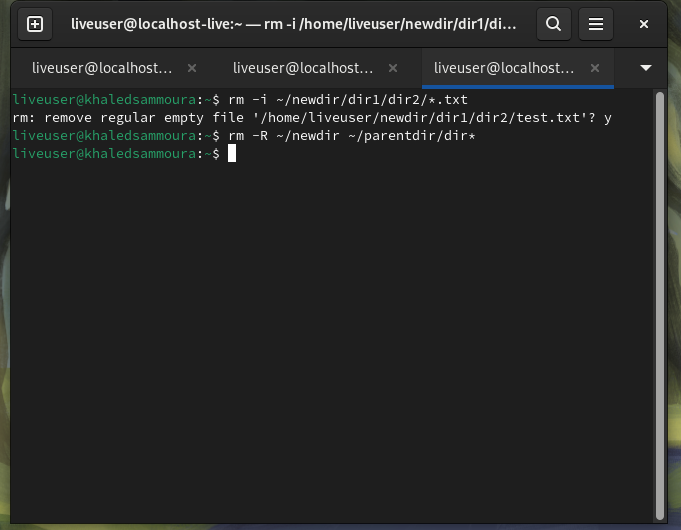 liveuser@localhost-live:~ — rm -i /home/liveuser/newdir/dir1/di…
liveuser@localhost…
liveuser@localhost…
liveuser@localhost…
liveuser@khaledsammoura:~$ rm -i ~/newdir/dir1/dir2/*.txt
rm: remove regular empty file '/home/liveuser/newdir/dir1/dir2/test.txt'? y
liveuser@khaledsammoura:~$ rm -R ~/newdir ~/parentdir/dir*
liveuser@khaledsammoura:~$